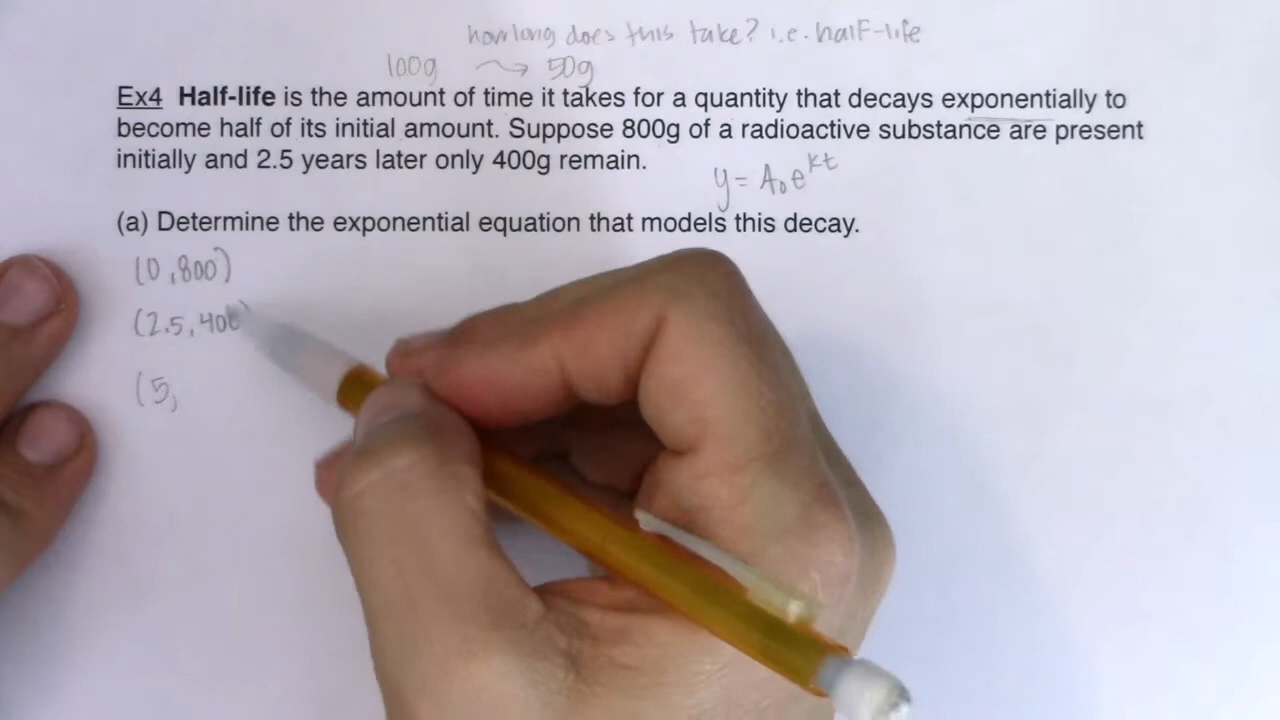 how long does this take? i.e. half-life
100g → 50g
Ex4 Half-life is the amount of time it takes for a quantity that decays exponentially to
become half of its initial amount. Suppose 800g of a radioactive substance are present
initially and 2.5 years later only 400g remain.
y = A₀e^kt
(a) Determine the exponential equation that models this decay.
(0,800)
(2.5,400)
(5,